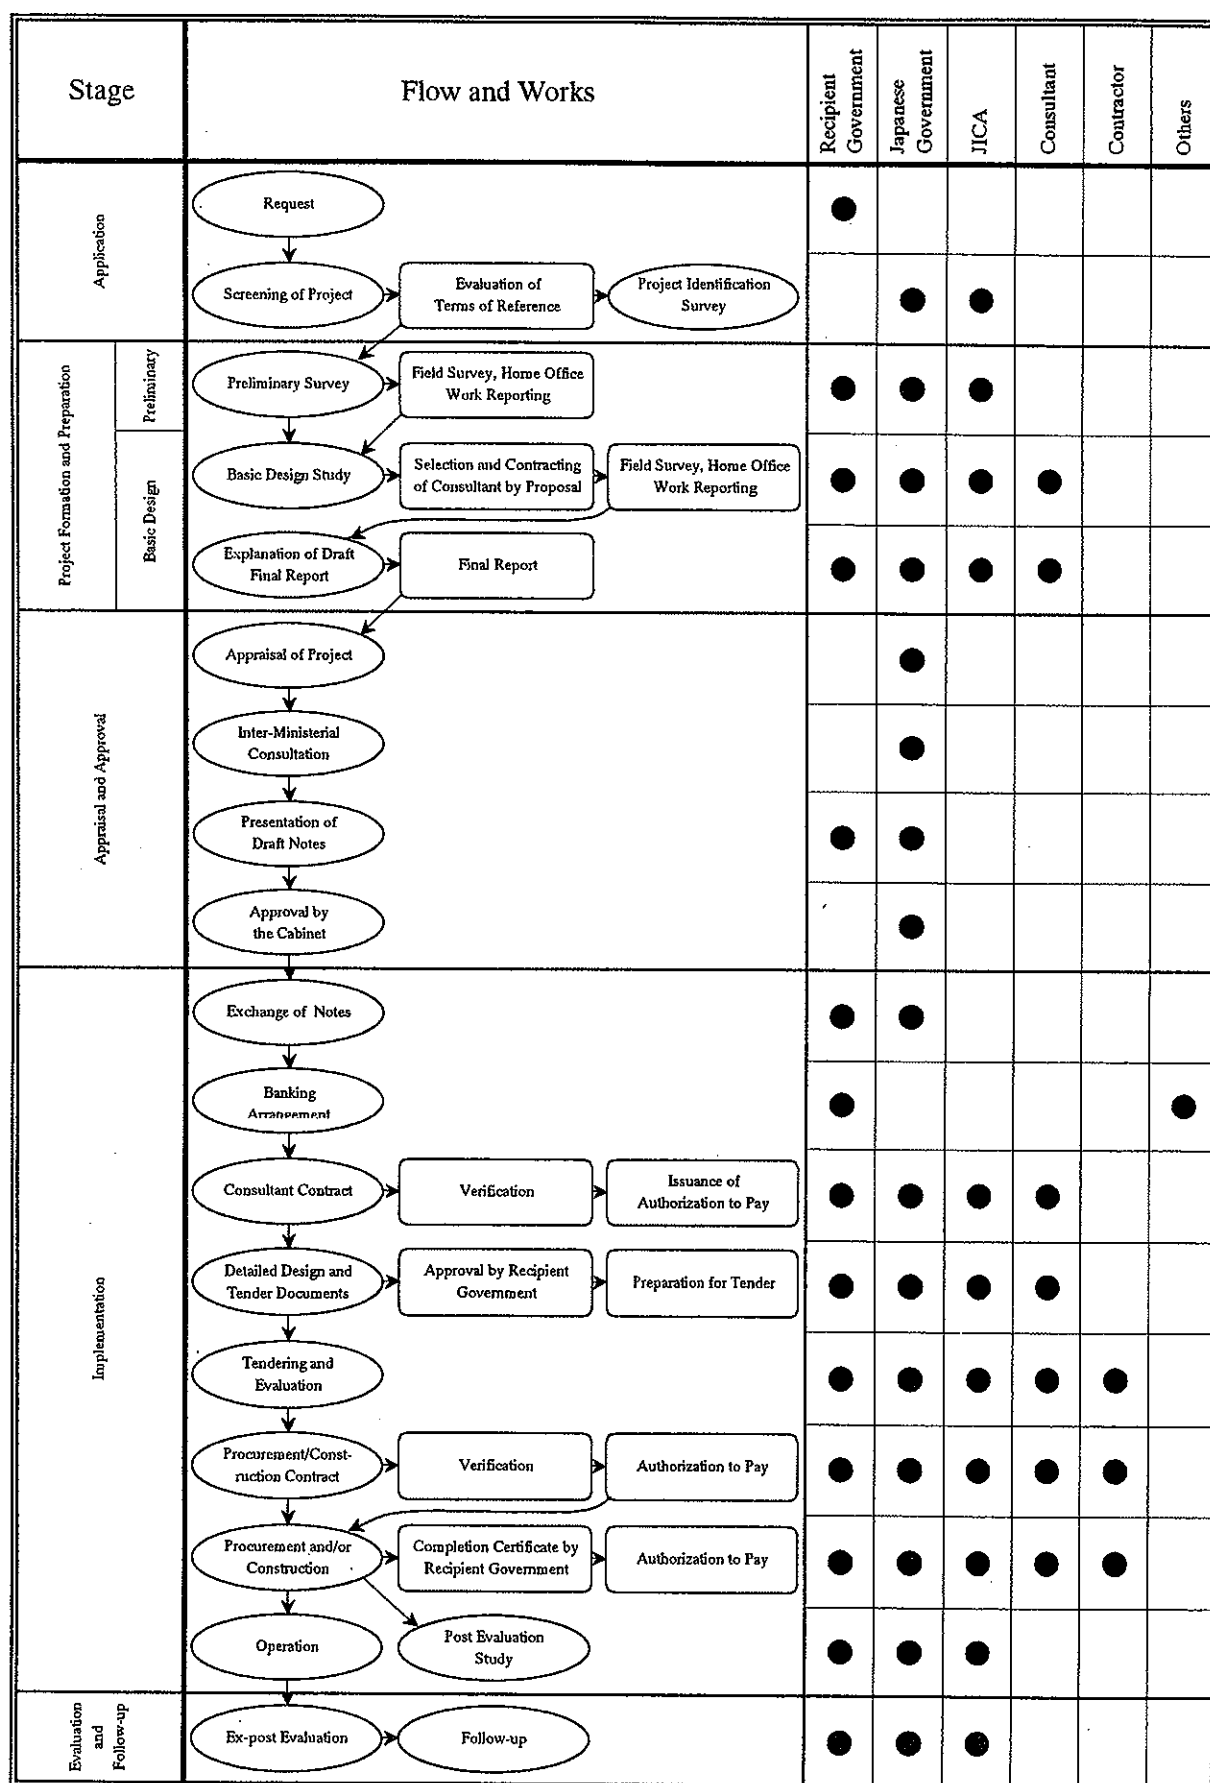 Stage
Flow and Works
Recipient
Government
Japanese
Government
JICA
Consultant
Contractor
Others
Application
Request
Screening of Project
Evaluation of
Terms of Reference
Project Identification
Survey
Project Formation and Preparation
Preliminary
Preliminary Survey
Field Survey, Home Office
Work Reporting
Basic Design
Basic Design Study
Selection and Contracting
of Consultant by Proposal
Field Survey, Home Office
Work Reporting
Explanation of Draft
Final Report
Final Report
Appraisal and Approval
Appraisal of Project
Inter-Ministerial
Consultation
Presentation of
Draft Notes
Approval by
the Cabinet
Implementation
Exchange of Notes
Banking
Arrangement
Consultant Contract
Verification
Issuance of
Authorization to Pay
Detailed Design and
Tender Documents
Approval by Recipient
Government
Preparation for Tender
Tendering and
Evaluation
Procurement/Const-
ruction Contract
Verification
Authorization to Pay
Procurement and/or
Construction
Completion Certificate by
Recipient Government
Authorization to Pay
Operation
Post Evaluation
Study
Evaluation
and
Follow-up
Ex-post Evaluation
Follow-up